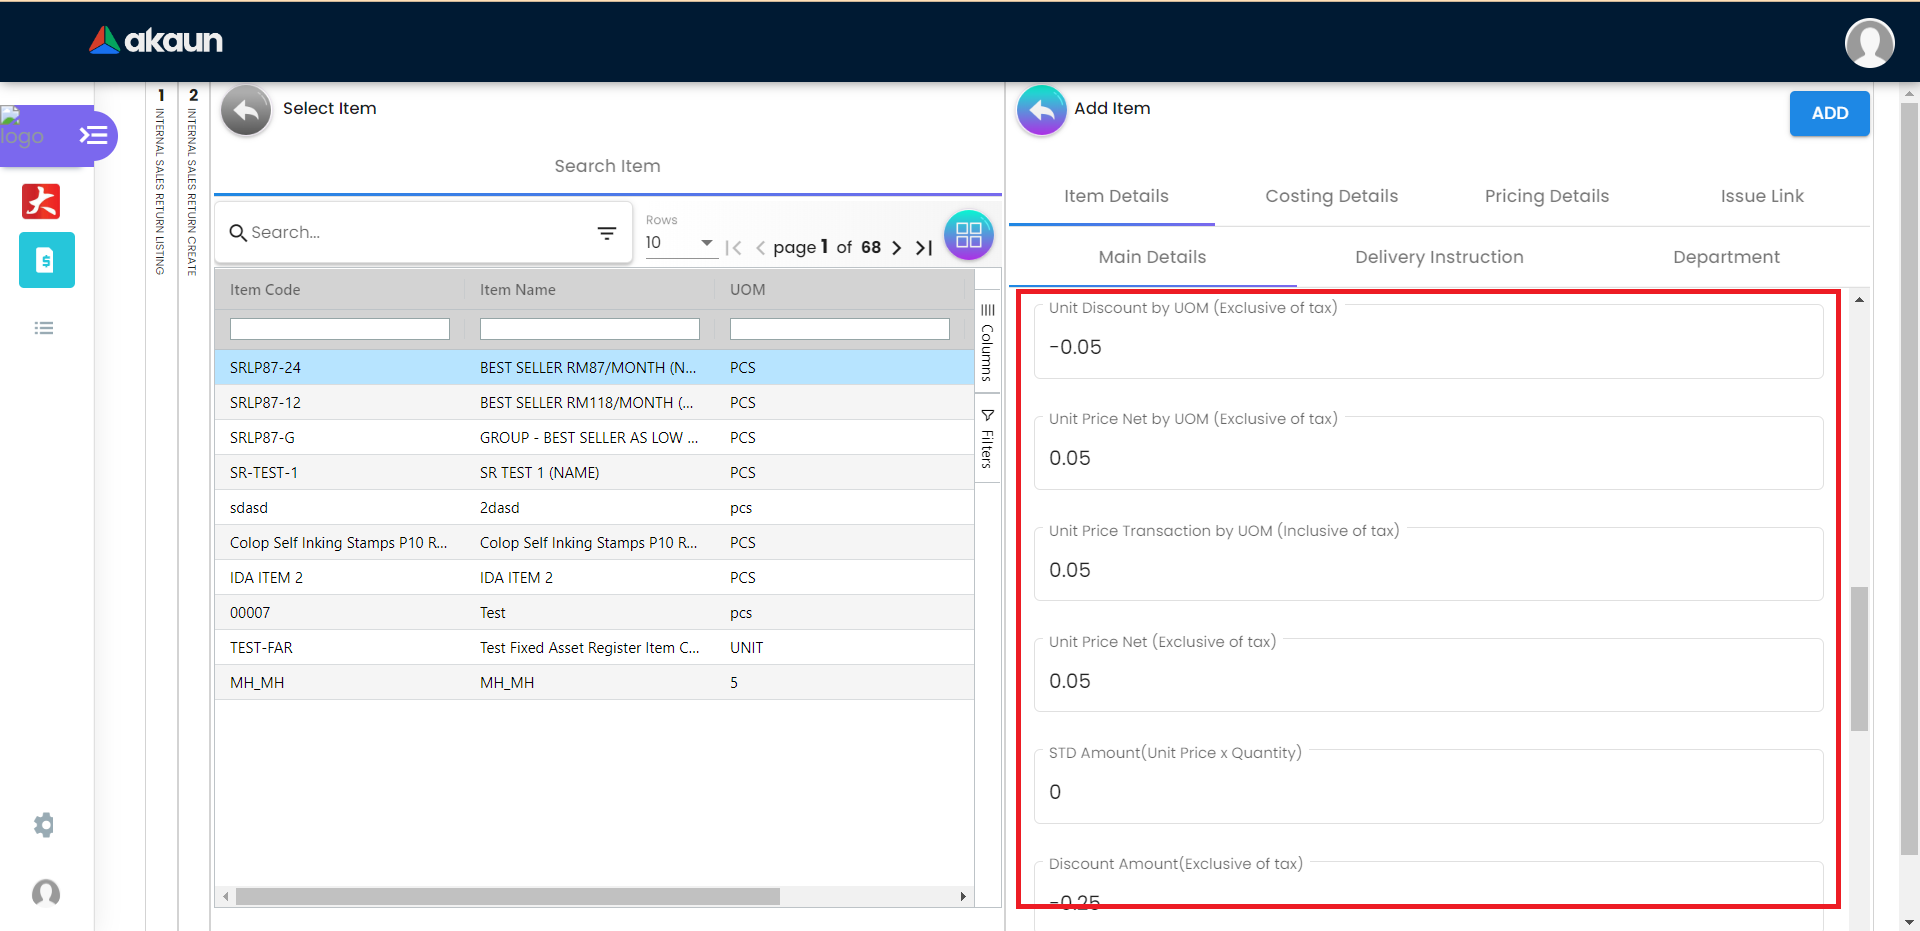 akaun
logo
1
INTERNAL SALES RETURN LISTING
2
INTERNAL SALES RETURN CREATE
Select Item
Search Item
Search...
Rows
10
page 1 of 68
Item Code Item Name UOM
SRLP87-24 BEST SELLER RM87/MONTH (N... PCS
SRLP87-12 BEST SELLER RM118/MONTH (... PCS
SRLP87-G GROUP - BEST SELLER AS LOW ... PCS
SR-TEST-1 SR TEST 1 (NAME) PCS
sdasd 2dasd pcs
Colop Self Inking Stamps P10 R... Colop Self Inking Stamps P10 R... PCS
IDA ITEM 2 IDA ITEM 2 PCS
00007 Test pcs
TEST-FAR Test Fixed Asset Register Item C... UNIT
MH_MH MH_MH 5
Columns
Filters
Add Item
ADD
Item Details Costing Details Pricing Details Issue Link
Main Details Delivery Instruction Department
Unit Discount by UOM (Exclusive of tax)
-0.05
Unit Price Net by UOM (Exclusive of tax)
0.05
Unit Price Transaction by UOM (Inclusive of tax)
0.05
Unit Price Net (Exclusive of tax)
0.05
STD Amount(Unit Price x Quantity)
0
Discount Amount(Exclusive of tax)
-0.25